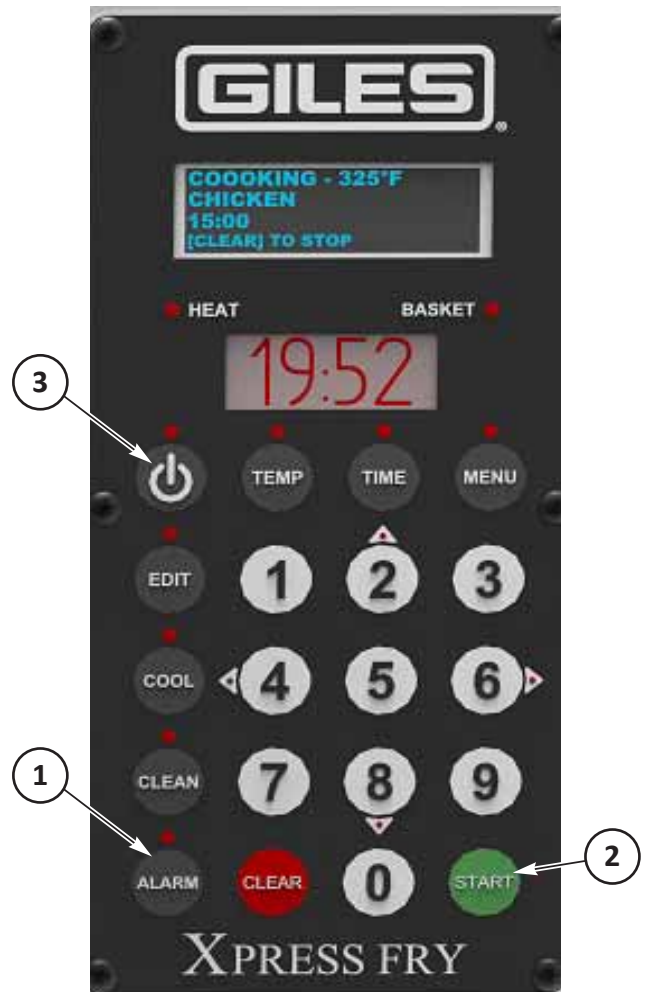 GILES®
COOOKING - 325°F
CHICKEN
15:00
[CLEAR] TO STOP
HEAT BASKET
19:52
3
TEMP TIME MENU
EDIT 1 2 3
COOL 4 5 6
1
CLEAN 7 8 9
2
ALARM CLEAR 0 START
XPRESS FRY